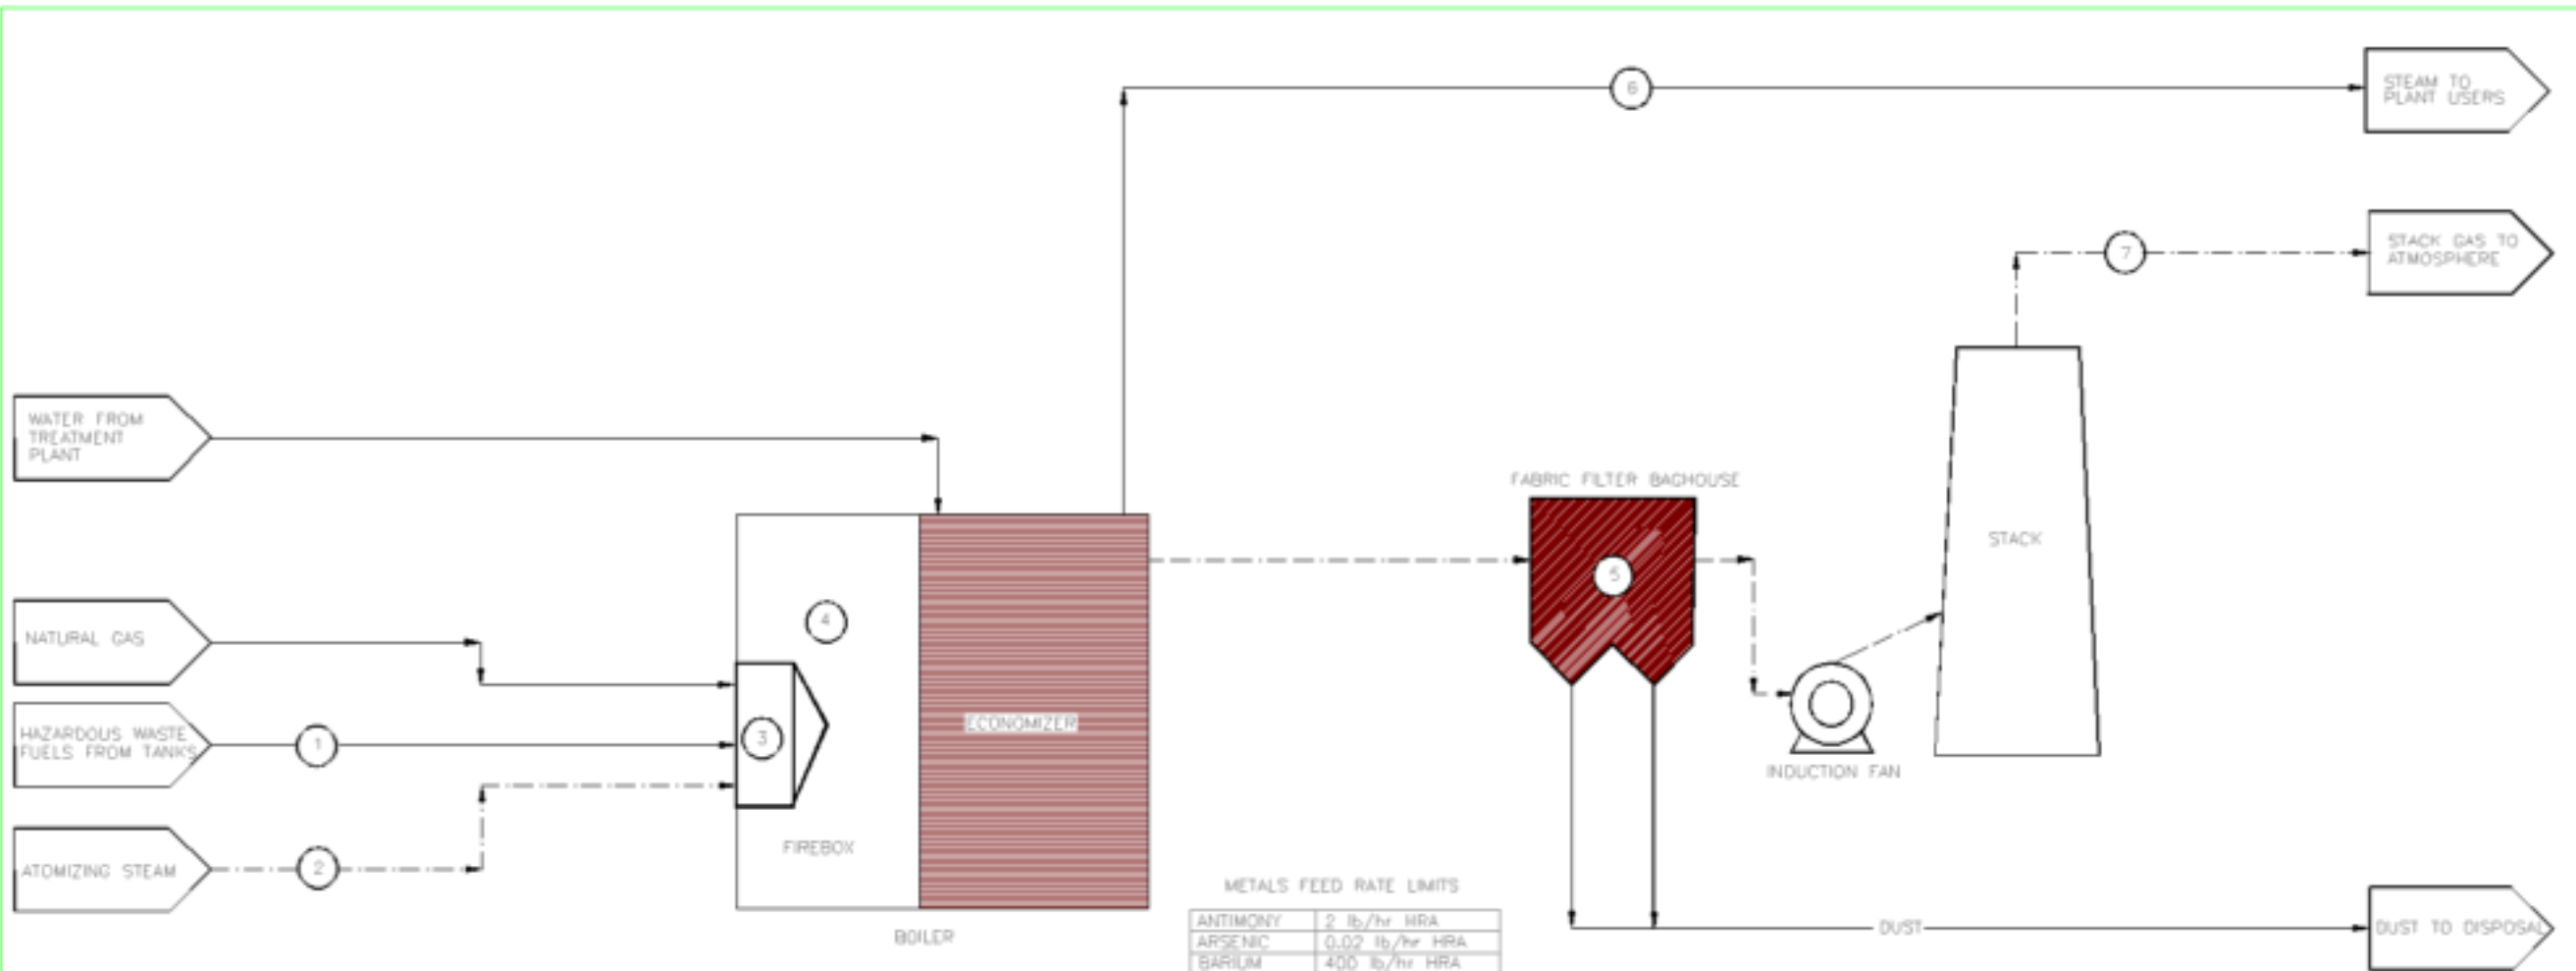 6
STEAM TO
PLANT USERS
7
STACK GAS TO
ATMOSPHERE
WATER FROM
TREATMENT
PLANT
FABRIC FILTER BAGHOUSE
5
STACK
NATURAL GAS
4
HAZARDOUS WASTE
FUELS FROM TANKS
1
3
ECONOMIZER
INDUCTION FAN
ATOMIZING STEAM
2
FIREBOX
BOILER
METALS FEED RATE LIMITS
ANTIMONY 2 lb/hr HRA
ARSENIC 0.02 lb/hr HRA
BARIUM 400 lb/hr HRA
DUST
DUST TO DISPOSAL